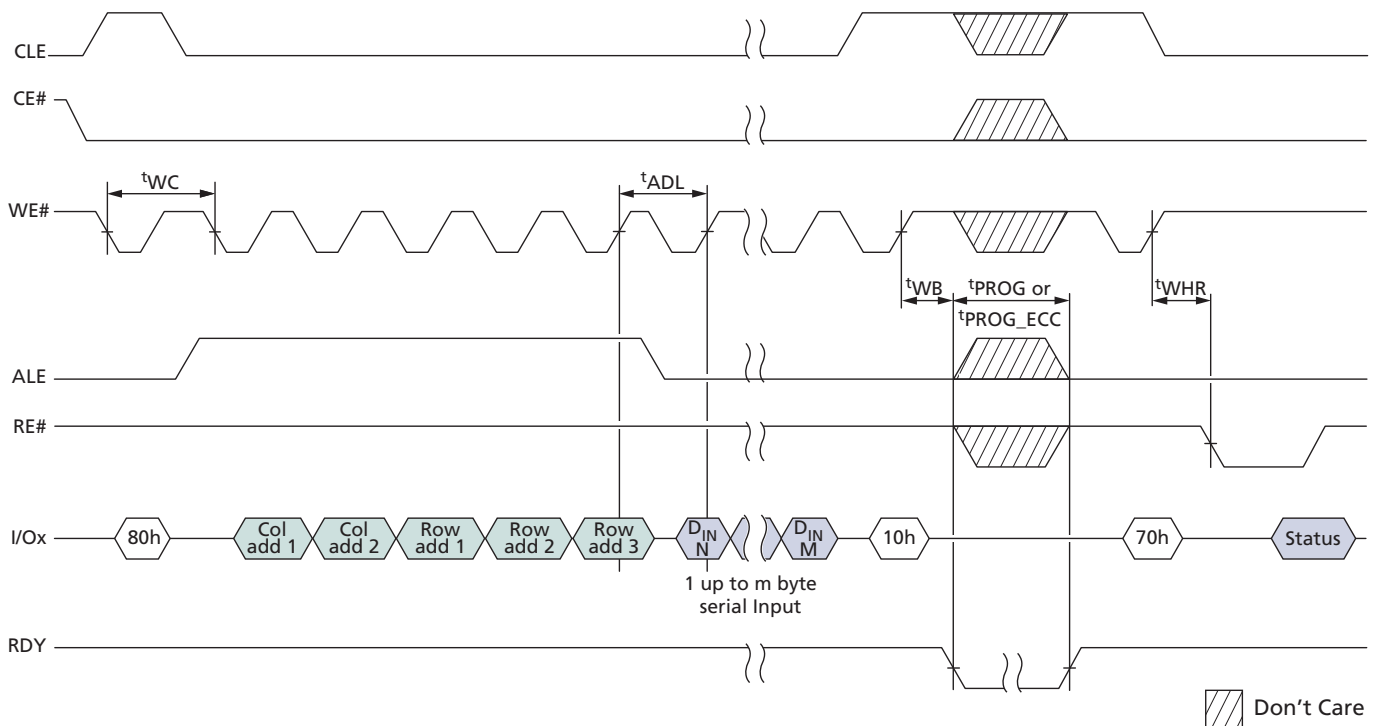 CLE
CE#
tWC
tADL
WE#
tWB
tPROG or
tPROG_ECC
tWHR
ALE
RE#
I/Ox
80h
Col
add 1
Col
add 2
Row
add 1
Row
add 2
Row
add 3
DIN
N
DIN
M
10h
70h
Status
1 up to m byte
serial Input
RDY
Don't Care